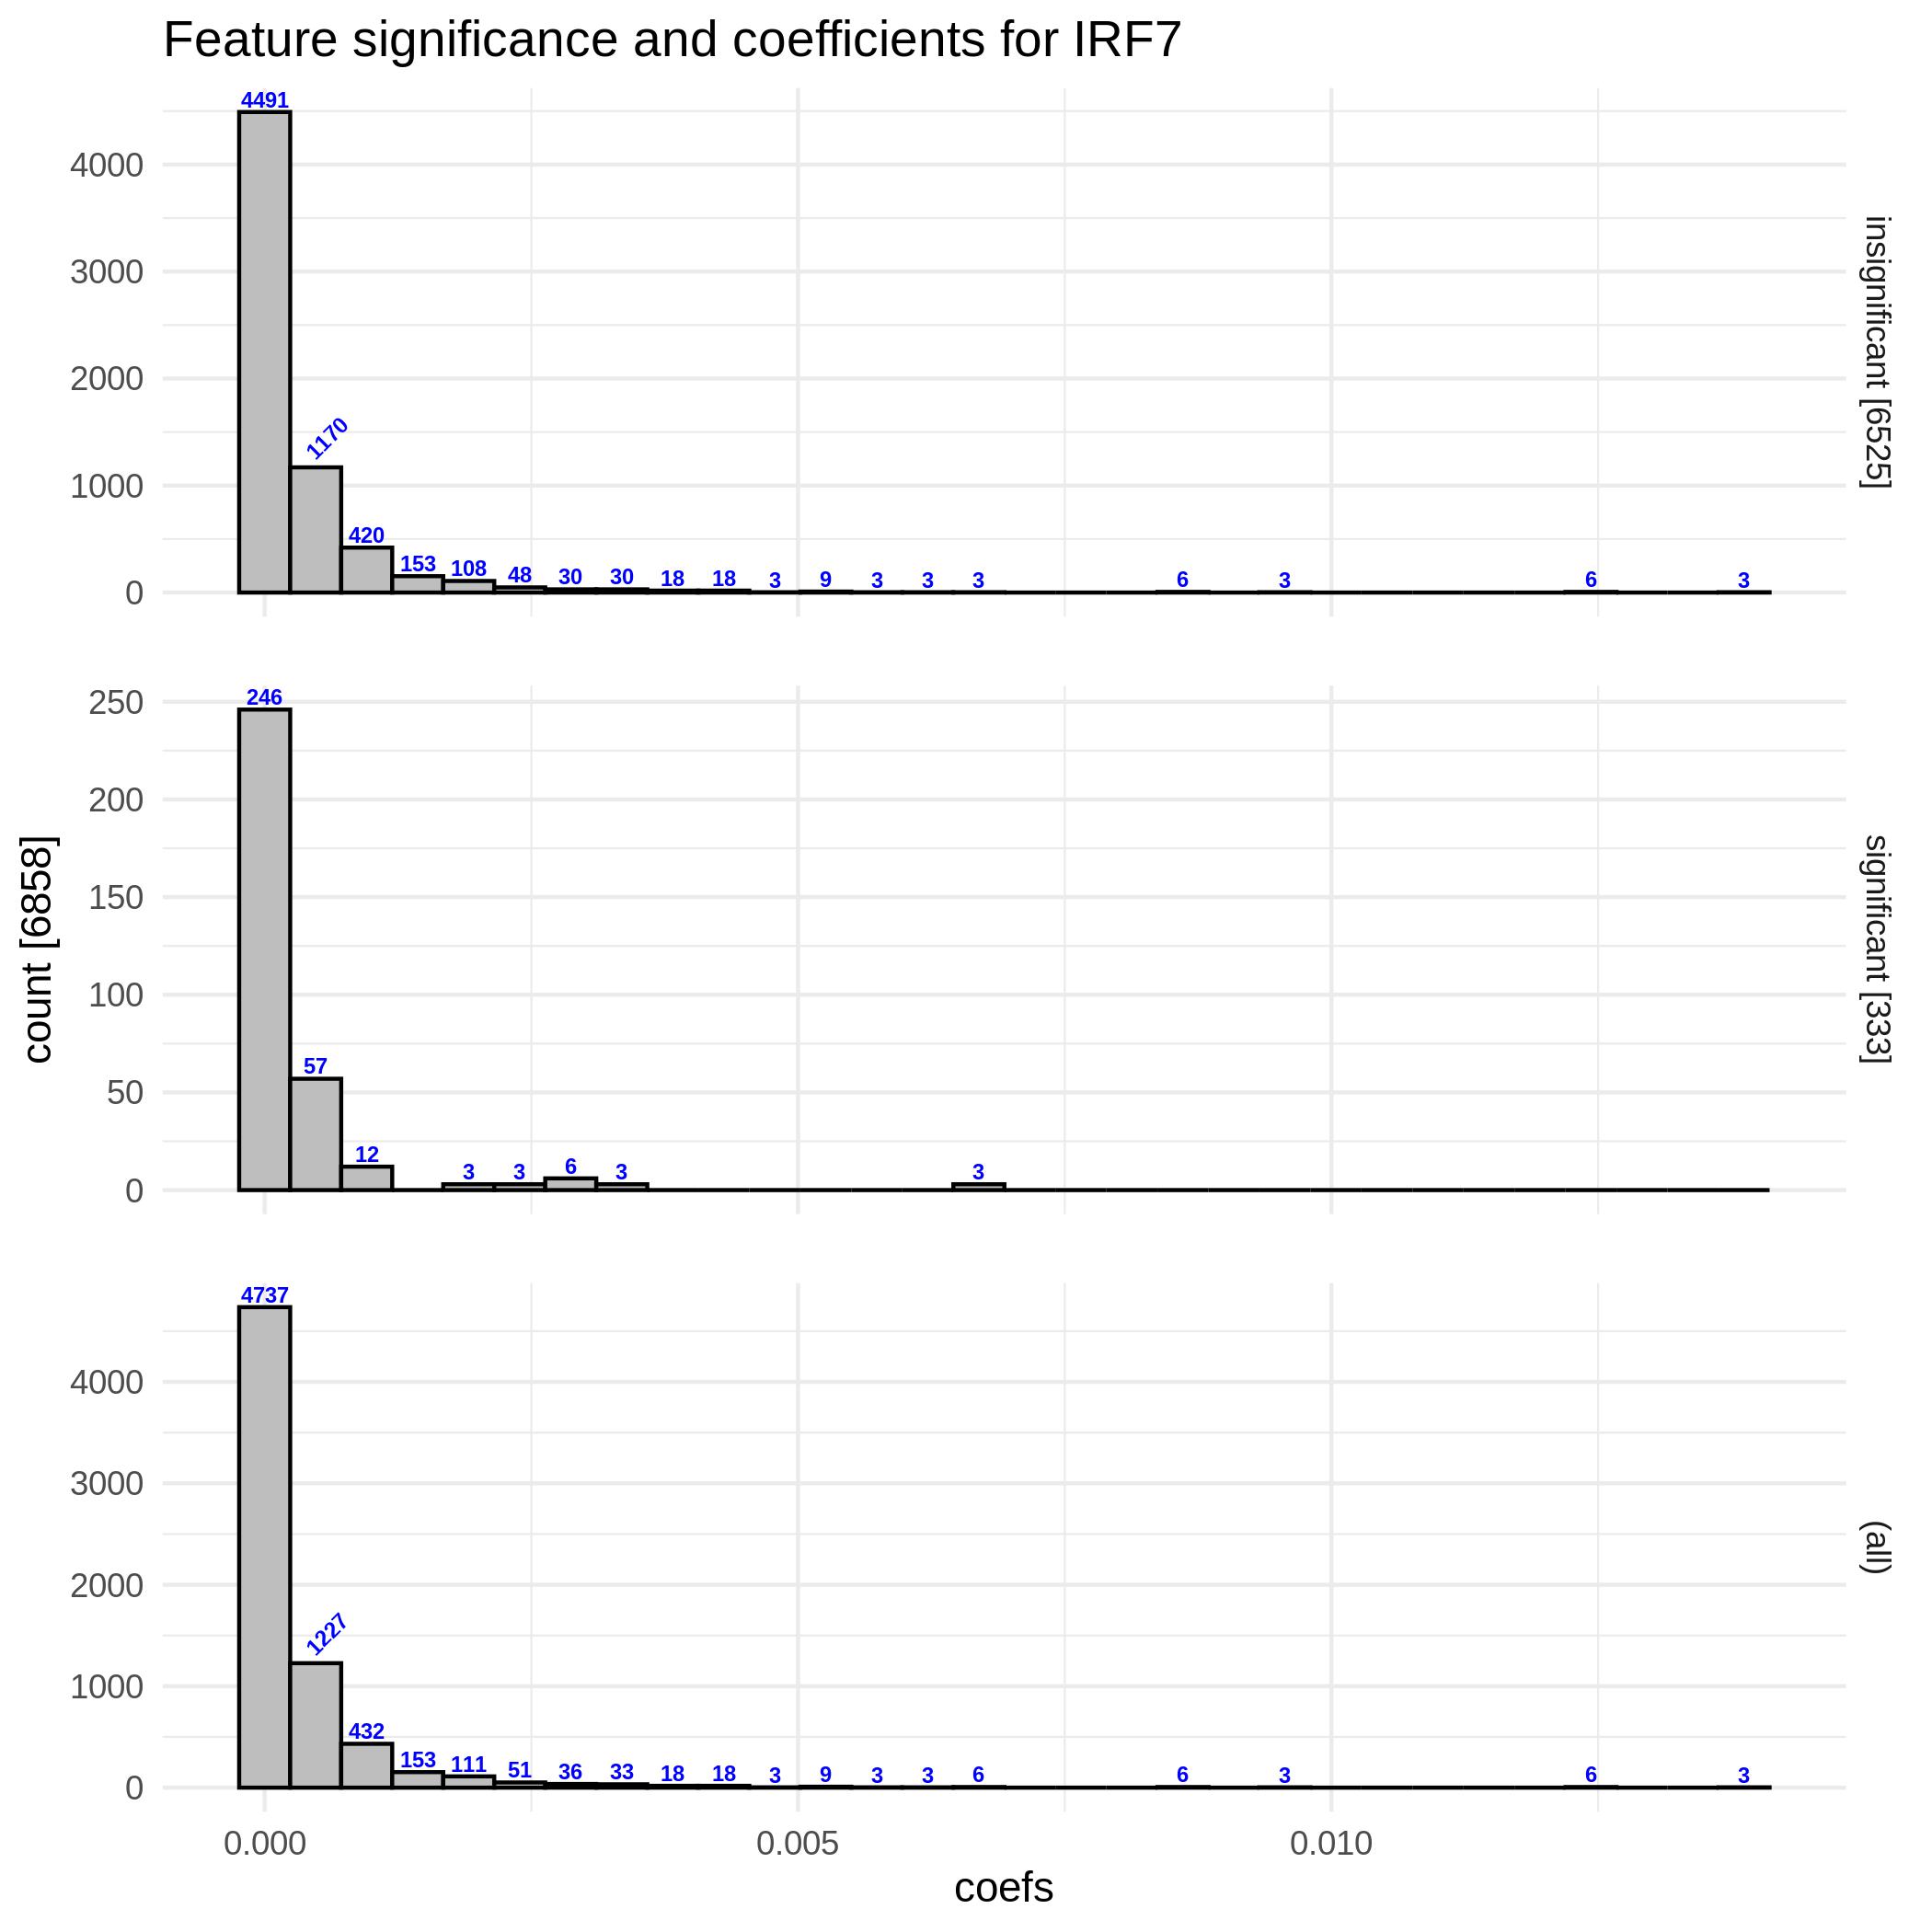 Feature significance and coefficients for IRF7
4491
4000
3000
2000
1170
1000
420
153 108 48 30 30 18 18 3 9 3 3 3 6 3 6 3
0
insignificant [6525]
250
246
200
150
100
57
50
12
3 3 6 3 3
0
significant [333]
count [6858]
4737
4000
3000
2000
1227
1000
432
153 111 51 36 33 18 18 3 9 3 3 6 6 3 6 3
0
(all)
0.000 0.005 0.010
coefs